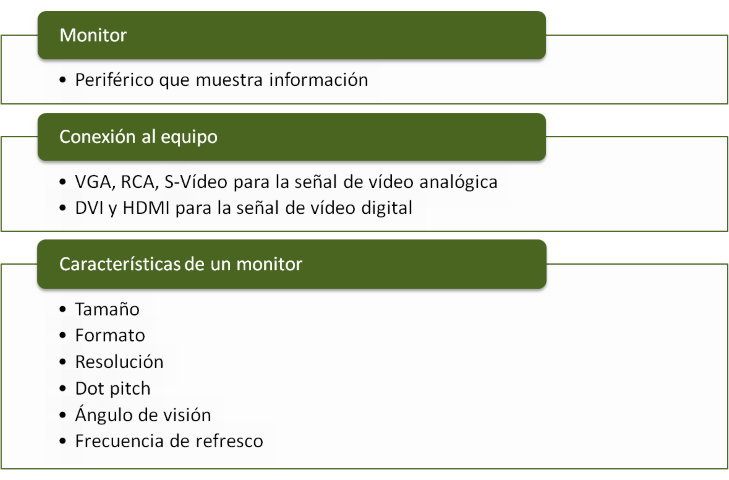 Monitor
• Periférico que muestra información
Conexión al equipo
• VGA, RCA, S-Vídeo para la señal de vídeo analógica
• DVI y HDMI para la señal de vídeo digital
Características de un monitor
• Tamaño
• Formato
• Resolución
• Dot pitch
• Ángulo de visión
• Frecuencia de refresco